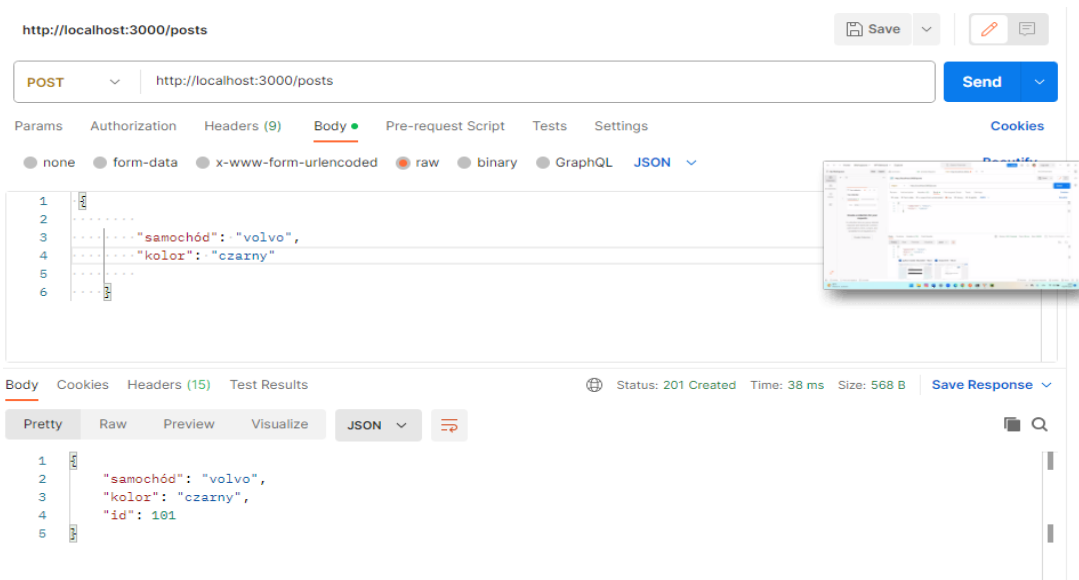 http://localhost:3000/posts
Save
POST http://localhost:3000/posts
Send
Params Authorization Headers (9) Body Pre-request Script Tests Settings Cookies
none form-data x-www-form-urlencoded raw binary GraphQL JSON Beautify
1 {
2
3 "samochód": "volvo",
4 "kolor": "czarny"
5
6 }
Body Cookies Headers (15) Test Results Status: 201 Created Time: 38 ms Size: 568 B Save Response
Pretty Raw Preview Visualize JSON
1 {
2 "samochód": "volvo",
3 "kolor": "czarny",
4 "id": 101
5 }